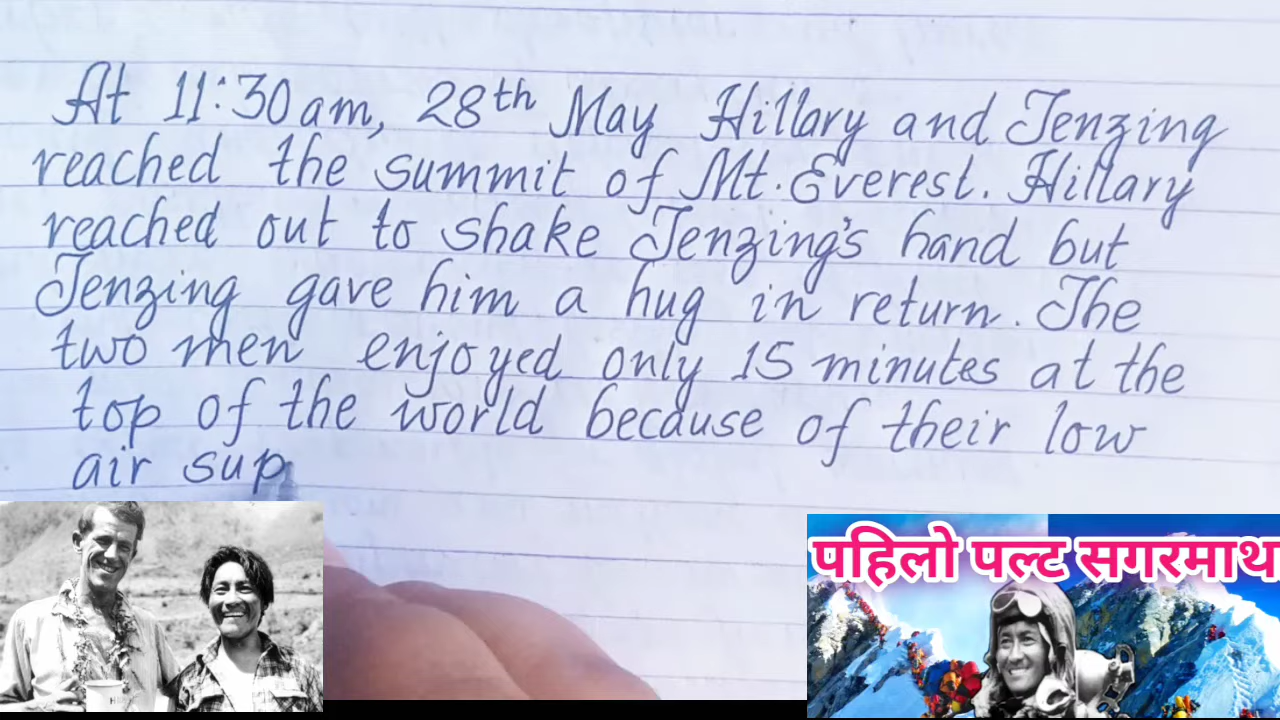 At 11:30 am, 28th May Hillary and Tenzing
reached the summit of Mt. Everest. Hillary
reached out to shake Tenzing's hand but
Tenzing gave him a hug in return. The
two men enjoyed only 15 minutes at the
top of the world because of their low
air sup
पहिलो पल्ट सगरमाथ